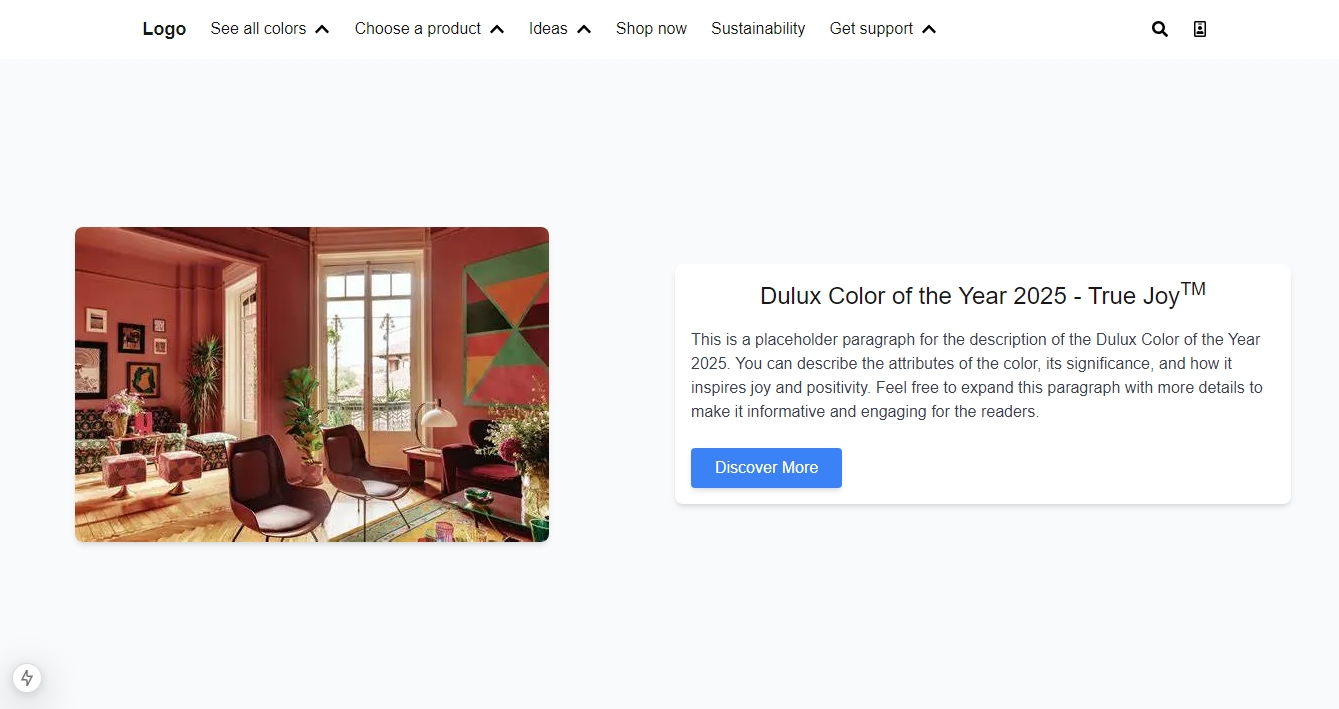 Logo See all colors Choose a product Ideas Shop now Sustainability Get support
Dulux Color of the Year 2025 - True Joy™
This is a placeholder paragraph for the description of the Dulux Color of the Year
2025. You can describe the attributes of the color, its significance, and how it
inspires joy and positivity. Feel free to expand this paragraph with more details to
make it informative and engaging for the readers.
Discover More